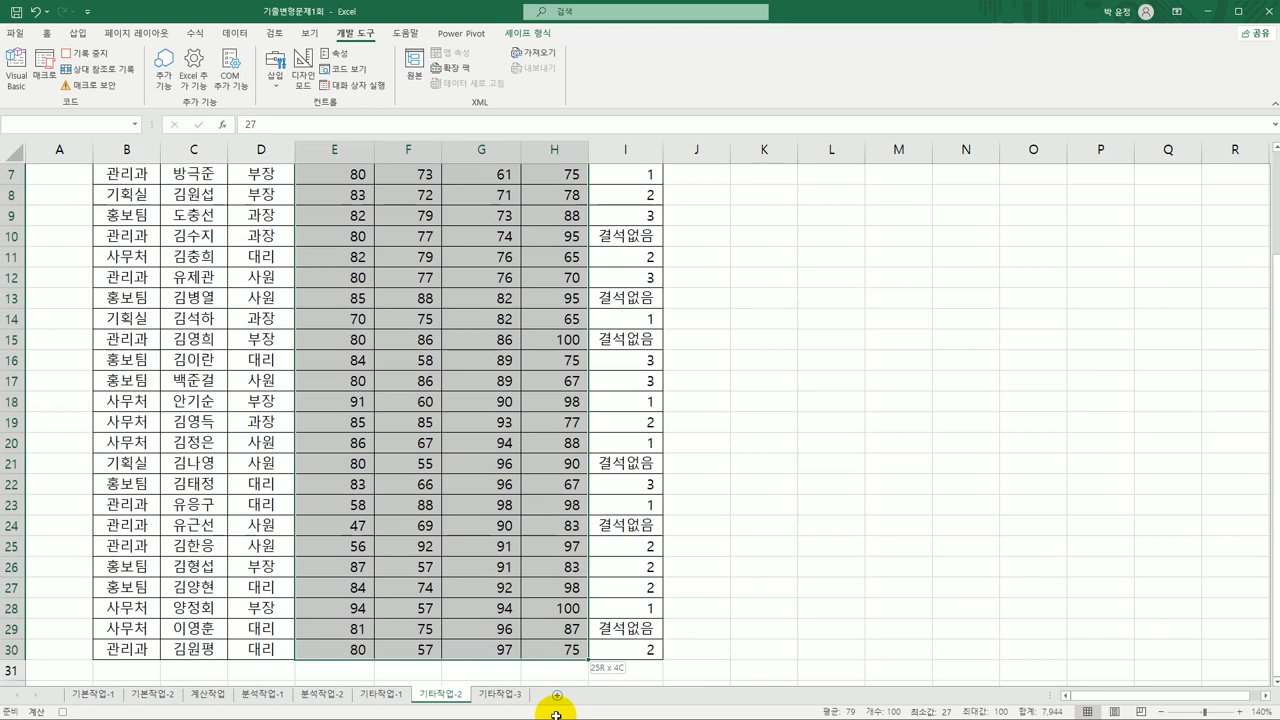 기출변형문제1회 - Excel
검색
박 윤정
파일 홈 삽입 페이지 레이아웃 수식 데이터 검토 보기 개발 도구 도움말 Power Pivot 셰이프 형식 공유
Visual Basic 매크로 기록 중지 상대 참조로 기록 매크로 보안 코드
추가 기능 Excel 추가 기능 COM 추가 기능 추가 기능
삽입 디자인 모드 속성 코드 보기 대화 상자 실행 컨트롤
원본 맵 속성 확장 팩 데이터 새로 고침 가져오기 내보내기 XML
fx 27
A B C D E F G H I J K L M N O P Q R
7 관리과 방극준 부장 80 73 61 75 1
8 기획실 김원섭 부장 83 72 71 78 2
9 홍보팀 도충선 과장 82 79 73 88 3
10 관리과 김수지 과장 80 77 74 95 결석없음
11 사무처 김충희 대리 82 79 76 65 2
12 관리과 유제관 사원 80 77 76 70 3
13 홍보팀 김병열 사원 85 88 82 95 결석없음
14 기획실 김석하 과장 70 75 82 65 1
15 관리과 김영희 부장 80 86 86 100 결석없음
16 홍보팀 김이란 대리 84 58 89 75 3
17 홍보팀 백준걸 사원 80 86 89 67 3
18 사무처 안기순 부장 91 60 90 98 1
19 사무처 김영득 과장 85 85 93 77 2
20 사무처 김정은 사원 86 67 94 88 1
21 기획실 김나영 사원 80 55 96 90 결석없음
22 홍보팀 김태정 대리 83 66 96 67 3
23 관리과 유응구 대리 58 88 98 98 1
24 관리과 유근선 사원 47 69 90 83 결석없음
25 관리과 김한응 사원 56 92 91 97 2
26 홍보팀 김형섭 부장 87 57 91 83 2
27 홍보팀 김양현 대리 84 74 92 98 2
28 사무처 양정회 부장 94 57 94 100 1
29 사무처 이영훈 대리 81 75 96 87 결석없음
30 관리과 김원평 대리 80 57 97 75 2
31
25R x 4C
기본작업-1 기본작업-2 계산작업 분석작업-1 분석작업-2 기타작업-1 기타작업-2 기타작업-3
준비 계산 평균: 79 개수: 100 최소값: 27 최대값: 100 합계: 7,944 140%